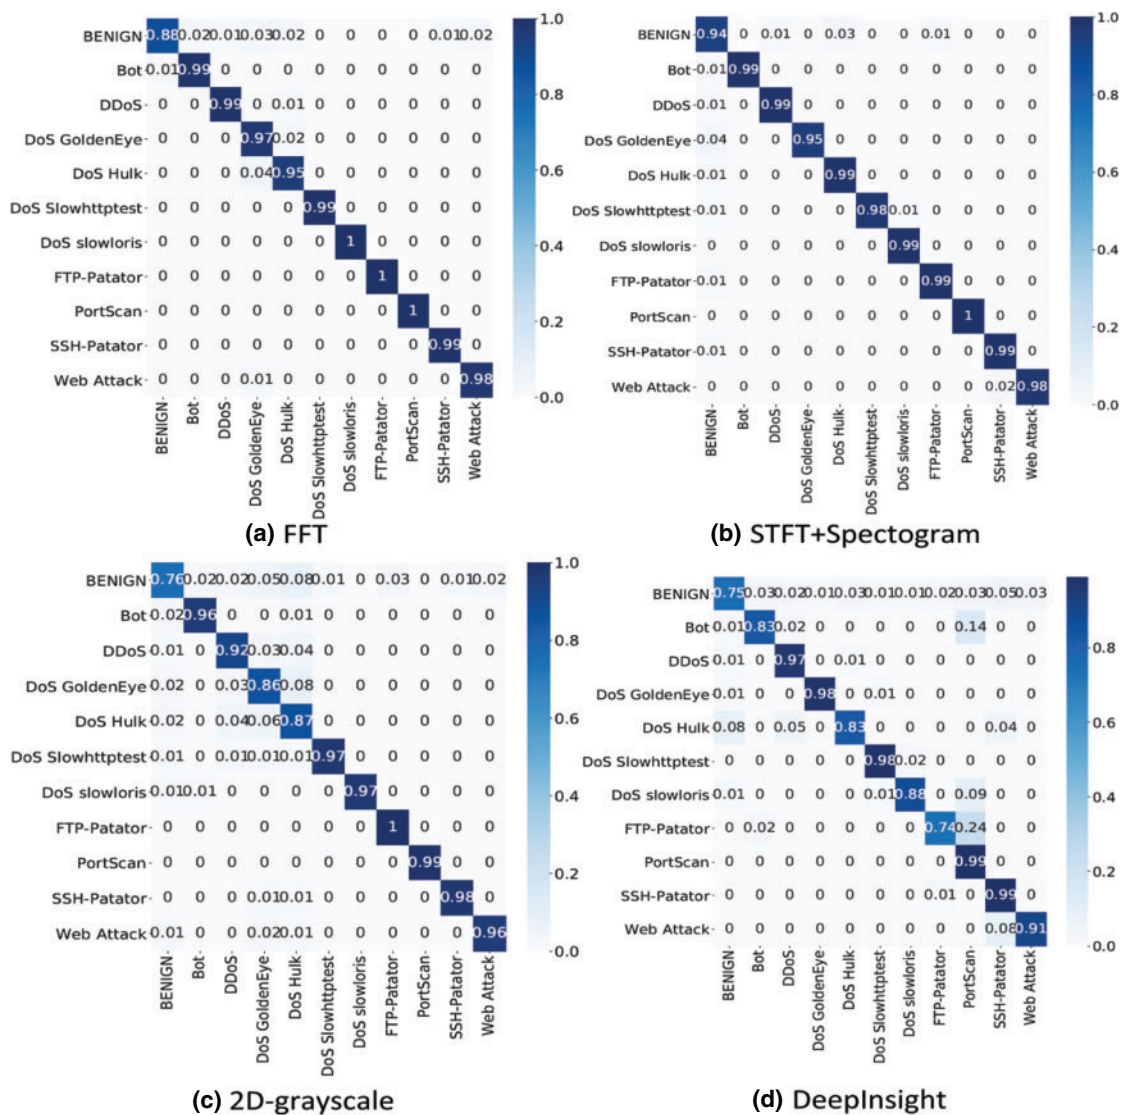 BENIGN 0.88 0.02 0.01 0.03 0.02 0 0 0 0 0.01 0.02
Bot 0.01 0.99 0 0 0 0 0 0 0 0 0
DDoS 0 0 0.99 0 0.01 0 0 0 0 0 0
DoS GoldenEye 0 0 0 0.97 0.02 0 0 0 0 0 0
DoS Hulk 0 0 0 0.04 0.95 0 0 0 0 0 0
DoS Slowhttptest 0 0 0 0 0 0.99 0 0 0 0 0
DoS slowloris 0 0 0 0 0 0 1 0 0 0 0
FTP-Patator 0 0 0 0 0 0 0 1 0 0 0
PortScan 0 0 0 0 0 0 0 0 1 0 0
SSH-Patator 0 0 0 0 0 0 0 0 0 0.99 0
Web Attack 0 0 0 0.01 0 0 0 0 0 0 0.98
BENIGN Bot DDoS DoS GoldenEye DoS Hulk DoS Slowhttptest DoS slowloris FTP-Patator PortScan SSH-Patator Web Attack
1.0
0.8
0.6
0.4
0.2
0.0
(a) FFT
BENIGN 0.94 0 0.01 0 0.03 0 0 0.01 0 0 0
Bot 0.01 0.99 0 0 0 0 0 0 0 0 0
DDoS 0.01 0 0.99 0 0 0 0 0 0 0 0
DoS GoldenEye 0.04 0 0 0.95 0 0 0 0 0 0 0
DoS Hulk 0.01 0 0 0 0.99 0 0 0 0 0 0
DoS Slowhttptest 0.01 0 0 0 0 0.98 0.01 0 0 0 0
DoS slowloris 0 0 0 0 0 0 0.99 0 0 0 0
FTP-Patator 0.01 0 0 0 0 0 0 0.99 0 0 0
PortScan 0 0 0 0 0 0 0 0 1 0 0
SSH-Patator 0.01 0 0 0 0 0 0 0 0 0.99 0
Web Attack 0 0 0 0 0 0 0 0 0 0.02 0.98
BENIGN Bot DDoS DoS GoldenEye DoS Hulk DoS Slowhttptest DoS slowloris FTP-Patator PortScan SSH-Patator Web Attack
1.0
0.8
0.6
0.4
0.2
0.0
(b) STFT+Spectogram
BENIGN 0.76 0.02 0.02 0.05 0.08 0.01 0 0.03 0 0.01 0.02
Bot 0.02 0.96 0 0 0.01 0 0 0 0 0 0
DDoS 0.01 0 0.92 0.03 0.04 0 0 0 0 0 0
DoS GoldenEye 0.02 0 0.03 0.86 0.08 0 0 0 0 0 0
DoS Hulk 0.02 0 0.04 0.06 0.87 0 0 0 0 0 0
DoS Slowhttptest 0.01 0 0.01 0.01 0.01 0.97 0 0 0 0 0
DoS slowloris 0.01 0.01 0 0 0 0 0.97 0 0 0 0
FTP-Patator 0 0 0 0 0 0 0 1 0 0 0
PortScan 0 0 0 0 0 0 0 0 0.99 0 0
SSH-Patator 0 0 0 0.01 0.01 0 0 0 0 0.98 0
Web Attack 0.01 0 0 0.02 0.01 0 0 0 0 0 0.96
BENIGN Bot DDoS DoS GoldenEye DoS Hulk DoS Slowhttptest DoS slowloris FTP-Patator PortScan SSH-Patator Web Attack
1.0
0.8
0.6
0.4
0.2
0.0
(c) 2D-grayscale
BENIGN 0.75 0.03 0.02 0.01 0.03 0.01 0.01 0.02 0.03 0.05 0.03
Bot 0.01 0.83 0.02 0 0 0 0 0 0.14 0 0
DDoS 0.01 0 0.97 0 0.01 0 0 0 0 0 0
DoS GoldenEye 0.01 0 0 0.98 0 0.01 0 0 0 0 0
DoS Hulk 0.08 0 0.05 0 0.83 0 0 0 0 0.04 0
DoS Slowhttptest 0 0 0 0 0 0.98 0.02 0 0 0 0
DoS slowloris 0.01 0 0 0 0 0.01 0.88 0 0.09 0 0
FTP-Patator 0 0.02 0 0 0 0 0 0.74 0.24 0 0
PortScan 0 0 0 0 0 0 0 0 0.99 0 0
SSH-Patator 0 0 0 0 0 0 0 0.01 0 0.99 0
Web Attack 0 0 0 0 0 0 0 0 0 0.08 0.91
BENIGN Bot DDoS DoS GoldenEye DoS Hulk DoS Slowhttptest DoS slowloris FTP-Patator PortScan SSH-Patator Web Attack
0.8
0.6
0.4
0.2
0.0
(d) DeepInsight